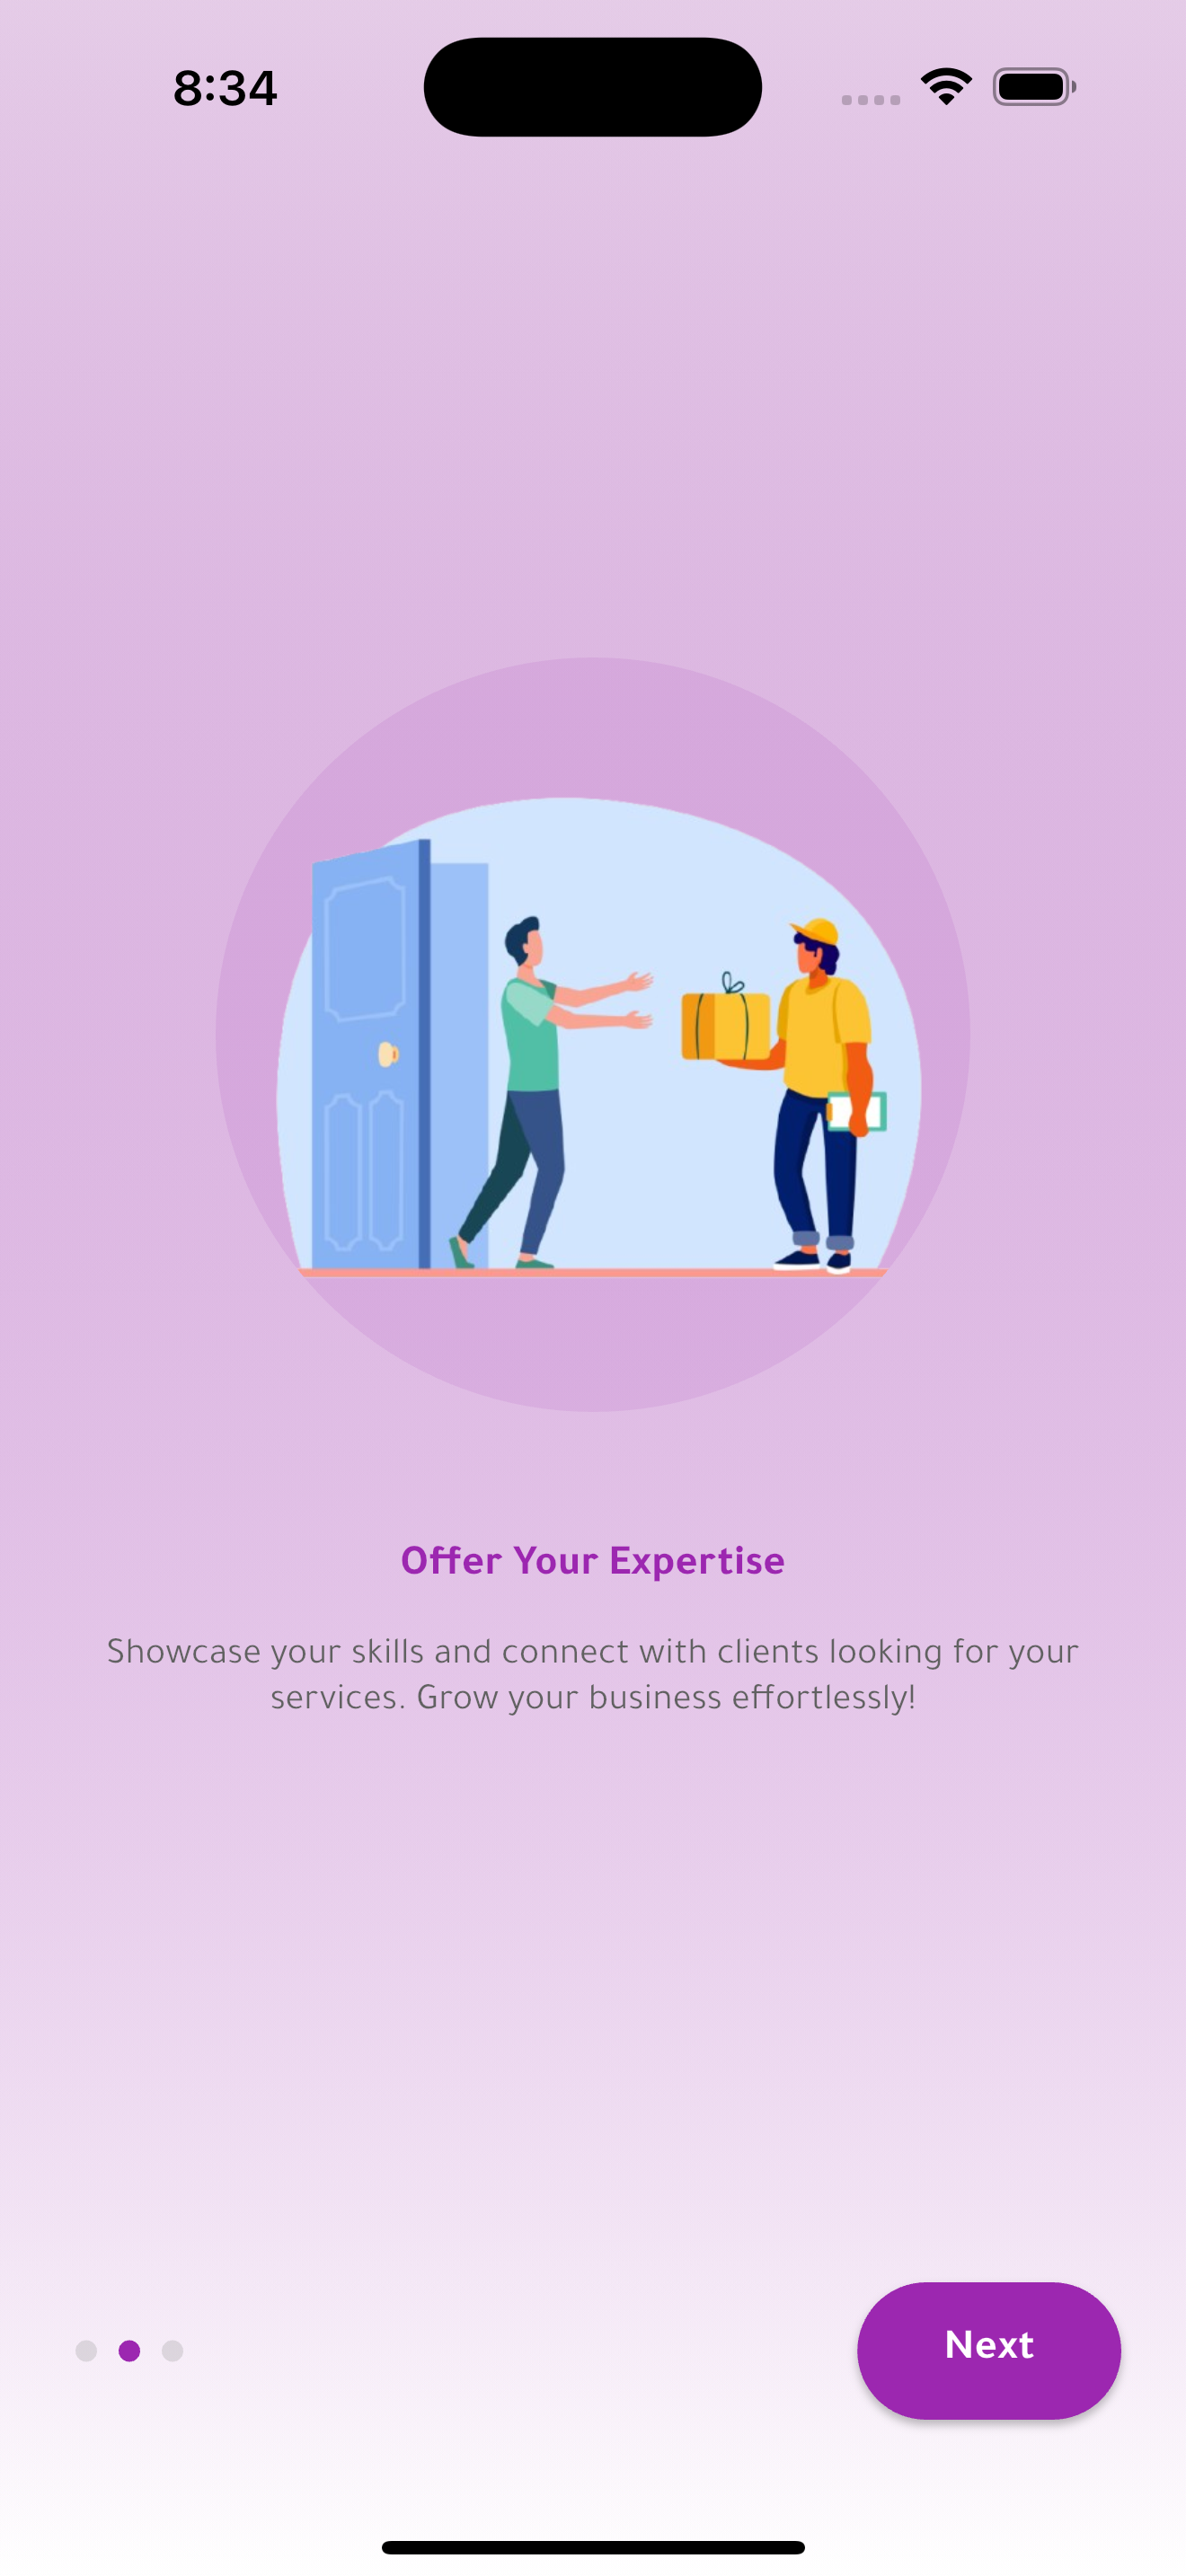 8:34
Offer Your Expertise
Showcase your skills and connect with clients looking for your
services. Grow your business effortlessly!
Next